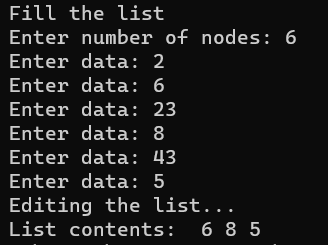 Fill the list
Enter number of nodes: 6
Enter data: 2
Enter data: 6
Enter data: 23
Enter data: 8
Enter data: 43
Enter data: 5
Editing the list...
List contents:  6 8 5